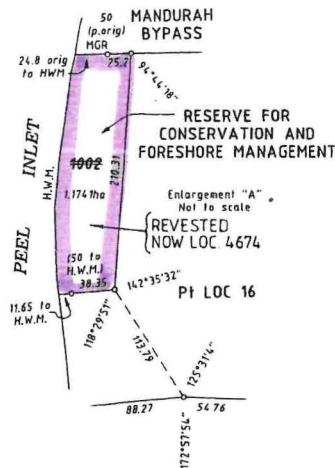 50
(p.orig)
MGR
MANDURAH
BYPASS
24.8 orig
to HWM
25.2
94°44'18"
RESERVE FOR
CONSERVATION AND
FORESHORE MANAGEMENT
PEEL INLET
H.W.M.
1002
1.1741ha
210.31
Enlargement "A"
Not to scale
REVESTED
NOW LOC. 4674
(50 to
H.W.M.)
38.35
142°35'32"
Pt LOC 16
11.65 to
H.W.M.
118°29'51"
113.79
125°31'4"
88.27
54.76
172°57'54"